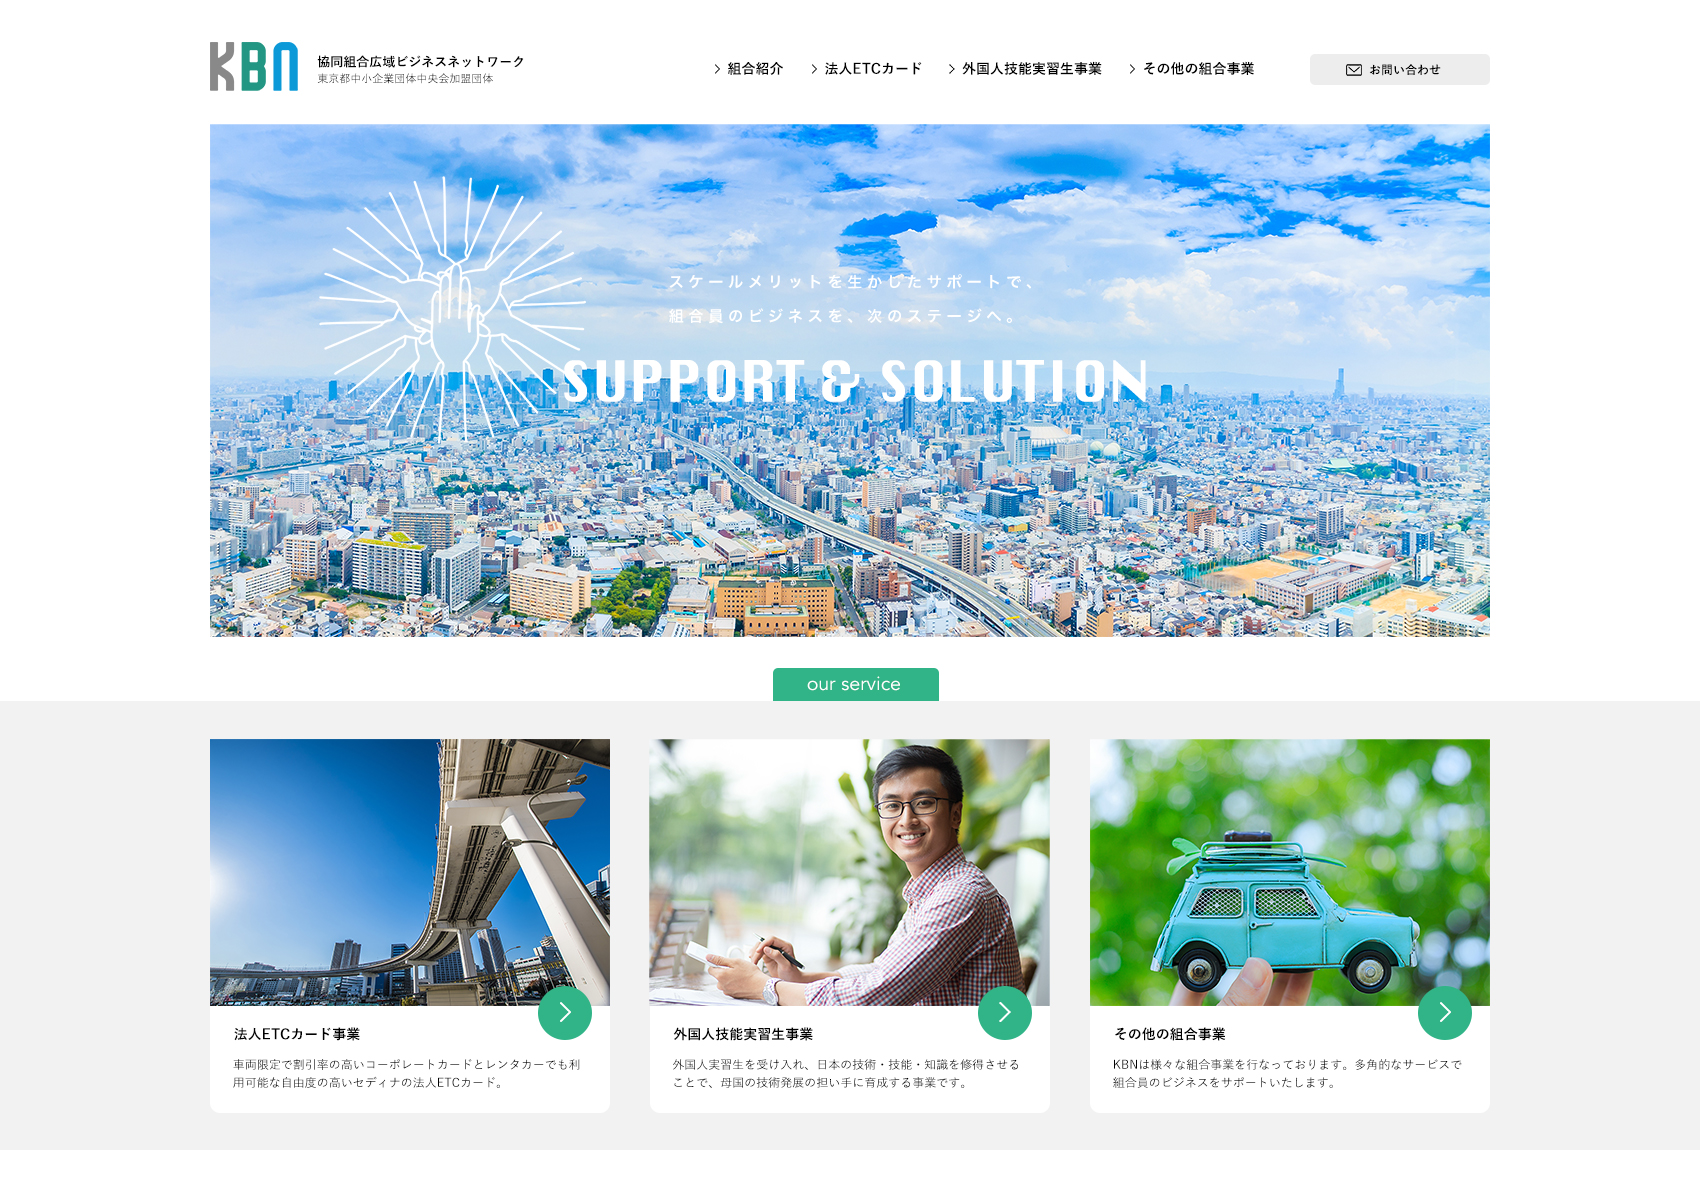 KBN
協同組合広域ビジネスネットワーク
東京都中小企業団体中央会加盟団体
組合紹介
法人ETCカード
外国人技能実習生事業
その他の組合事業
お問い合わせ
スケールメリットを生かしたサポートで、
組合員のビジネスを、次のステージへ。
SUPPORT & SOLUTION
our service
法人ETCカード事業
車両限定で割引率の高いコーポレートカードとレンタカーでも利
用可能な自由度の高いセディナの法人ETCカード。
外国人技能実習生事業
外国人実習生を受け入れ、日本の技術・技能・知識を修得させる
ことで、母国の技術発展の担い手に育成する事業です。
その他の組合事業
KBNは様々な組合事業を行なっております。多角的なサービスで
組合員のビジネスをサポートいたします。